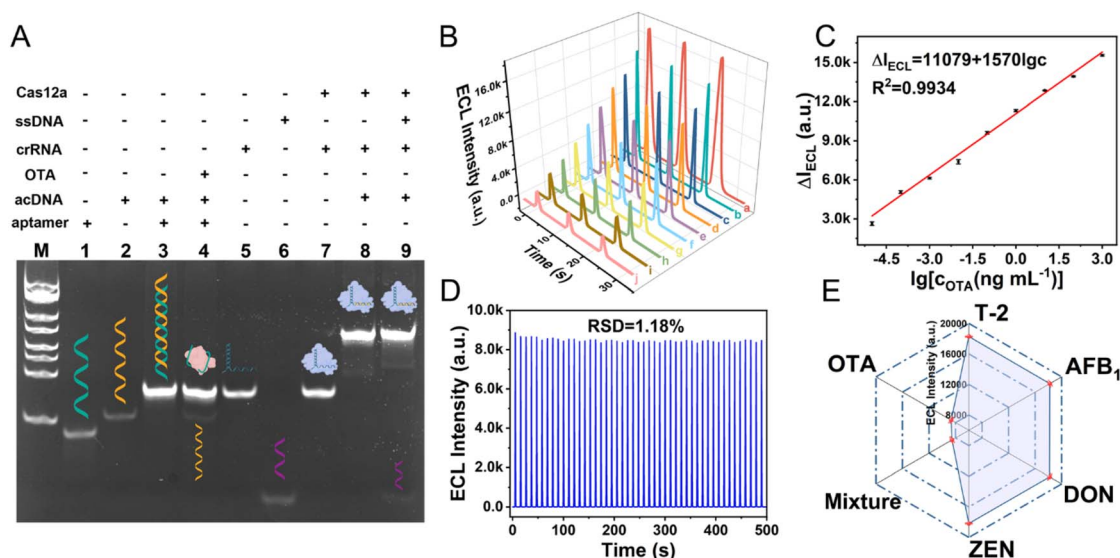 A
Cas12a - - - - - - + + +
ssDNA - - - - - + - - +
crRNA - - - - + - + + +
OTA - - - + - - - - -
acDNA - + + + - - - + +
aptamer + - + + - - - - -
M 1 2 3 4 5 6 7 8 9
B
ECL Intensity (a.u.)
16.0k
12.0k
8.0k
4.0k
0.0
0
10
20
30
Time (s)
a
b
c
d
e
f
g
h
i
j
C
ΔI_ECL=11079+1570lgc
R²=0.9934
ΔI_ECL (a.u.)
15.0k
12.0k
9.0k
6.0k
3.0k
-4.5 -3.0 -1.5 0.0 1.5 3.0
lg[c_OTA(ng mL⁻¹)]
D
RSD=1.18%
ECL Intensity (a.u.)
10.0k
8.0k
6.0k
4.0k
2.0k
0.0
0 100 200 300 400 500
Time (s)
E
T-2
AFB₁
DON
ZEN
Mixture
OTA
ECL Intensity (a.u.)
20000
16000
12000
8000